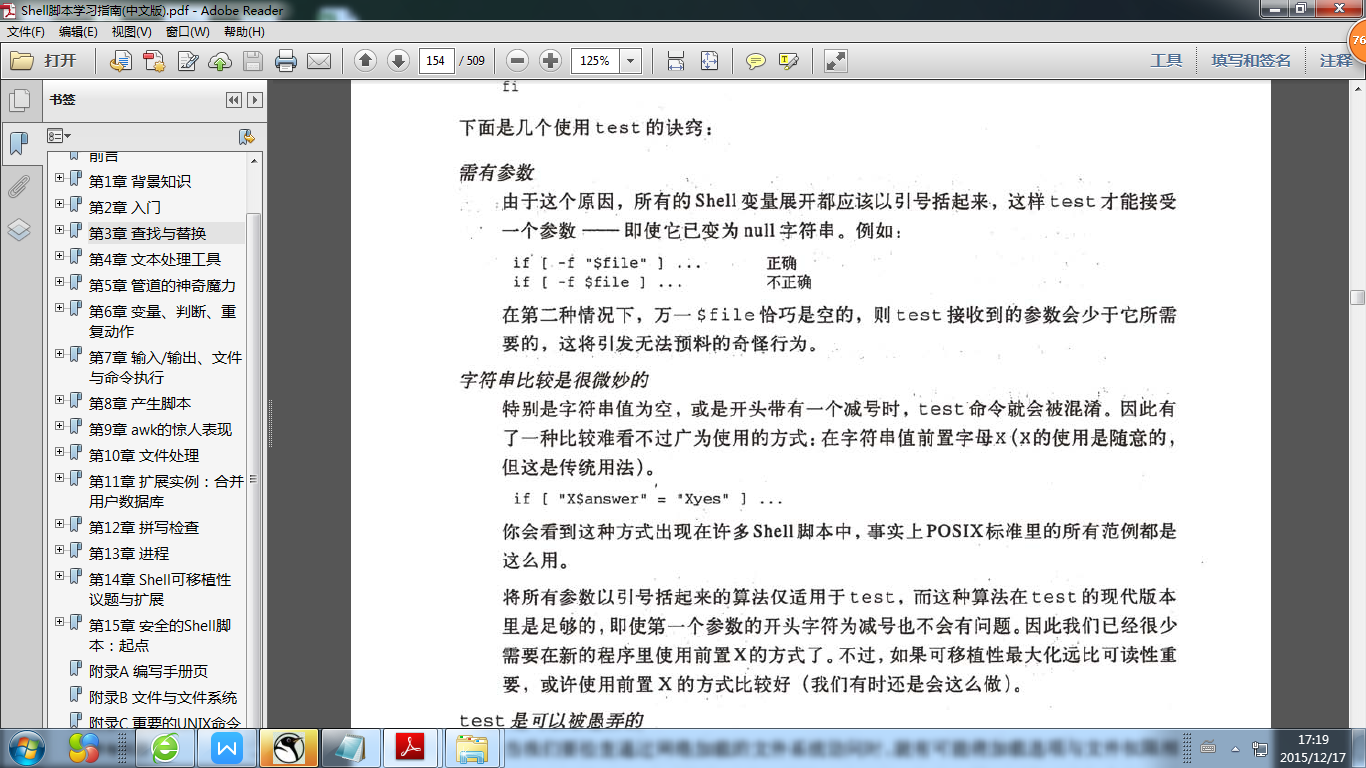 Shell脚本学习指南(中文版).pdf - Adobe Reader
文件(F) 编辑(E) 视图(V) 窗口(W) 帮助(H)
76
打开 154 / 509 125% 工具 填写和签名 注释
书签
前言
第1章 背景知识
第2章 入门
第3章 查找与替换
第4章 文本处理工具
第5章 管道的神奇魔力
第6章 变量、判断、重
复动作
第7章 输入/输出、文件
与命令执行
第8章 产生脚本
第9章 awk的惊人表现
第10章 文件处理
第11章 扩展实例：合并
用户数据库
第12章 拼写检查
第13章 进程
第14章 Shell可移植性
议题与扩展
第15章 安全的Shell脚
本：起点
附录A 编写手册页
附录B 文件与文件系统
附录C 重要的UNIX命令
fi
下面是几个使用test的诀窍：
需有参数
由于这个原因，所有的Shell变量展开都应该以引号括起来，这样test才能接受
一个参数——即使它已变为null字符串。例如：
if [ -f "$file" ] ... 正确
if [ -f $file ] ... 不正确
在第二种情况下，万一$file恰巧是空的，则test接收到的参数会少于它所需
要的，这将引发无法预料的奇怪行为。
字符串比较是很微妙的
特别是字符串值为空，或是开头带有一个减号时，test命令就会被混淆。因此有
了一种比较难看不过广为使用的方式：在字符串值前置字母X（X的使用是随意的，
但这是传统用法）。
if [ "X$answer" = "Xyes" ] ...
你会看到这种方式出现在许多Shell脚本中，事实上POSIX标准里的所有范例都是
这么用。
将所有参数以引号括起来的算法仅适用于test，而这种算法在test的现代版本
里是足够的，即使第一个参数的开头字符为减号也不会有问题。因此我们已经很少
需要在新的程序里使用前置X的方式了。不过，如果可移植性最大化远比可读性重
要，或许使用前置X的方式比较好（我们有时还是会这么做）。
test是可以被愚弄的
17:19
2015/12/17